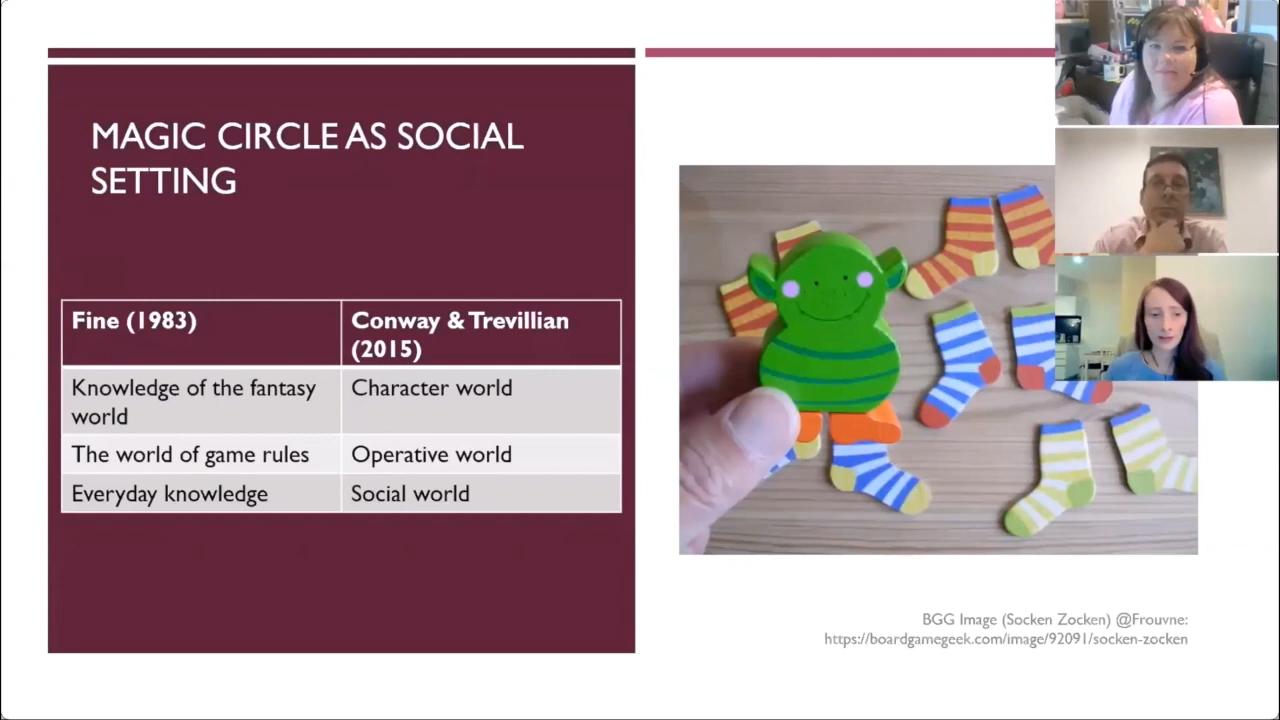 MAGIC CIRCLE AS SOCIAL
SETTING
Fine (1983)
Conway & Trevillian
(2015)
Knowledge of the fantasy
world
Character world
The world of game rules
Operative world
Everyday knowledge
Social world
BGG Image (Socken Zocken) @Frouvne:
https://boardgamegeek.com/image/92091/socken-zocken